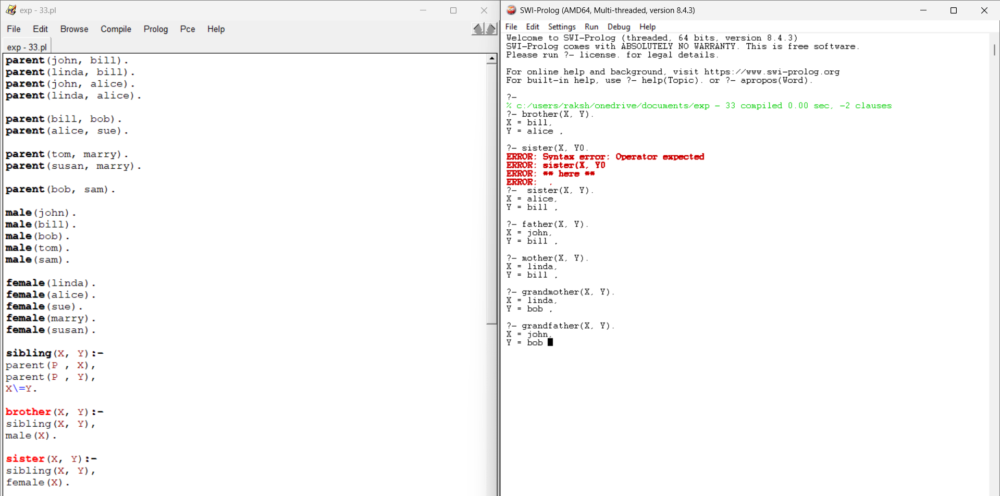 exp - 33.pl
File Edit Browse Compile Prolog Pce Help
exp - 33.pl
parent(john, bill).
parent(linda, bill).
parent(john, alice).
parent(linda, alice).
parent(bill, bob).
parent(alice, sue).
parent(tom, marry).
parent(susan, marry).
parent(bob, sam).
male(john).
male(bill).
male(bob).
male(tom).
male(sam).
female(linda).
female(alice).
female(sue).
female(marry).
female(susan).
sibling(X, Y):-
parent(P , X),
parent(P , Y),
X\=Y.
brother(X, Y):-
sibling(X, Y),
male(X).
sister(X, Y):-
sibling(X, Y),
female(X).
SWI-Prolog (AMD64, Multi-threaded, version 8.4.3)
File Edit Settings Run Debug Help
Welcome to SWI-Prolog (threaded, 64 bits, version 8.4.3)
SWI-Prolog comes with ABSOLUTELY NO WARRANTY. This is free software.
Please run ?- license. for legal details.
For online help and background, visit https://www.swi-prolog.org
For built-in help, use ?- help(Topic). or ?- apropos(Word).
?-
% c:/users/raksh/onedrive/documents/exp - 33 compiled 0.00 sec, -2 clauses
?- brother(X, Y).
X = bill,
Y = alice .
?- sister(X, Y0.
ERROR: Syntax error: Operator expected
ERROR: sister(X, Y0
ERROR: ** here **
ERROR:  .
?-  sister(X, Y).
X = alice,
Y = bill .
?- father(X, Y).
X = john,
Y = bill .
?- mother(X, Y).
X = linda,
Y = bill .
?- grandmother(X, Y).
X = linda,
Y = bob .
?- grandfather(X, Y).
X = john,
Y = bob